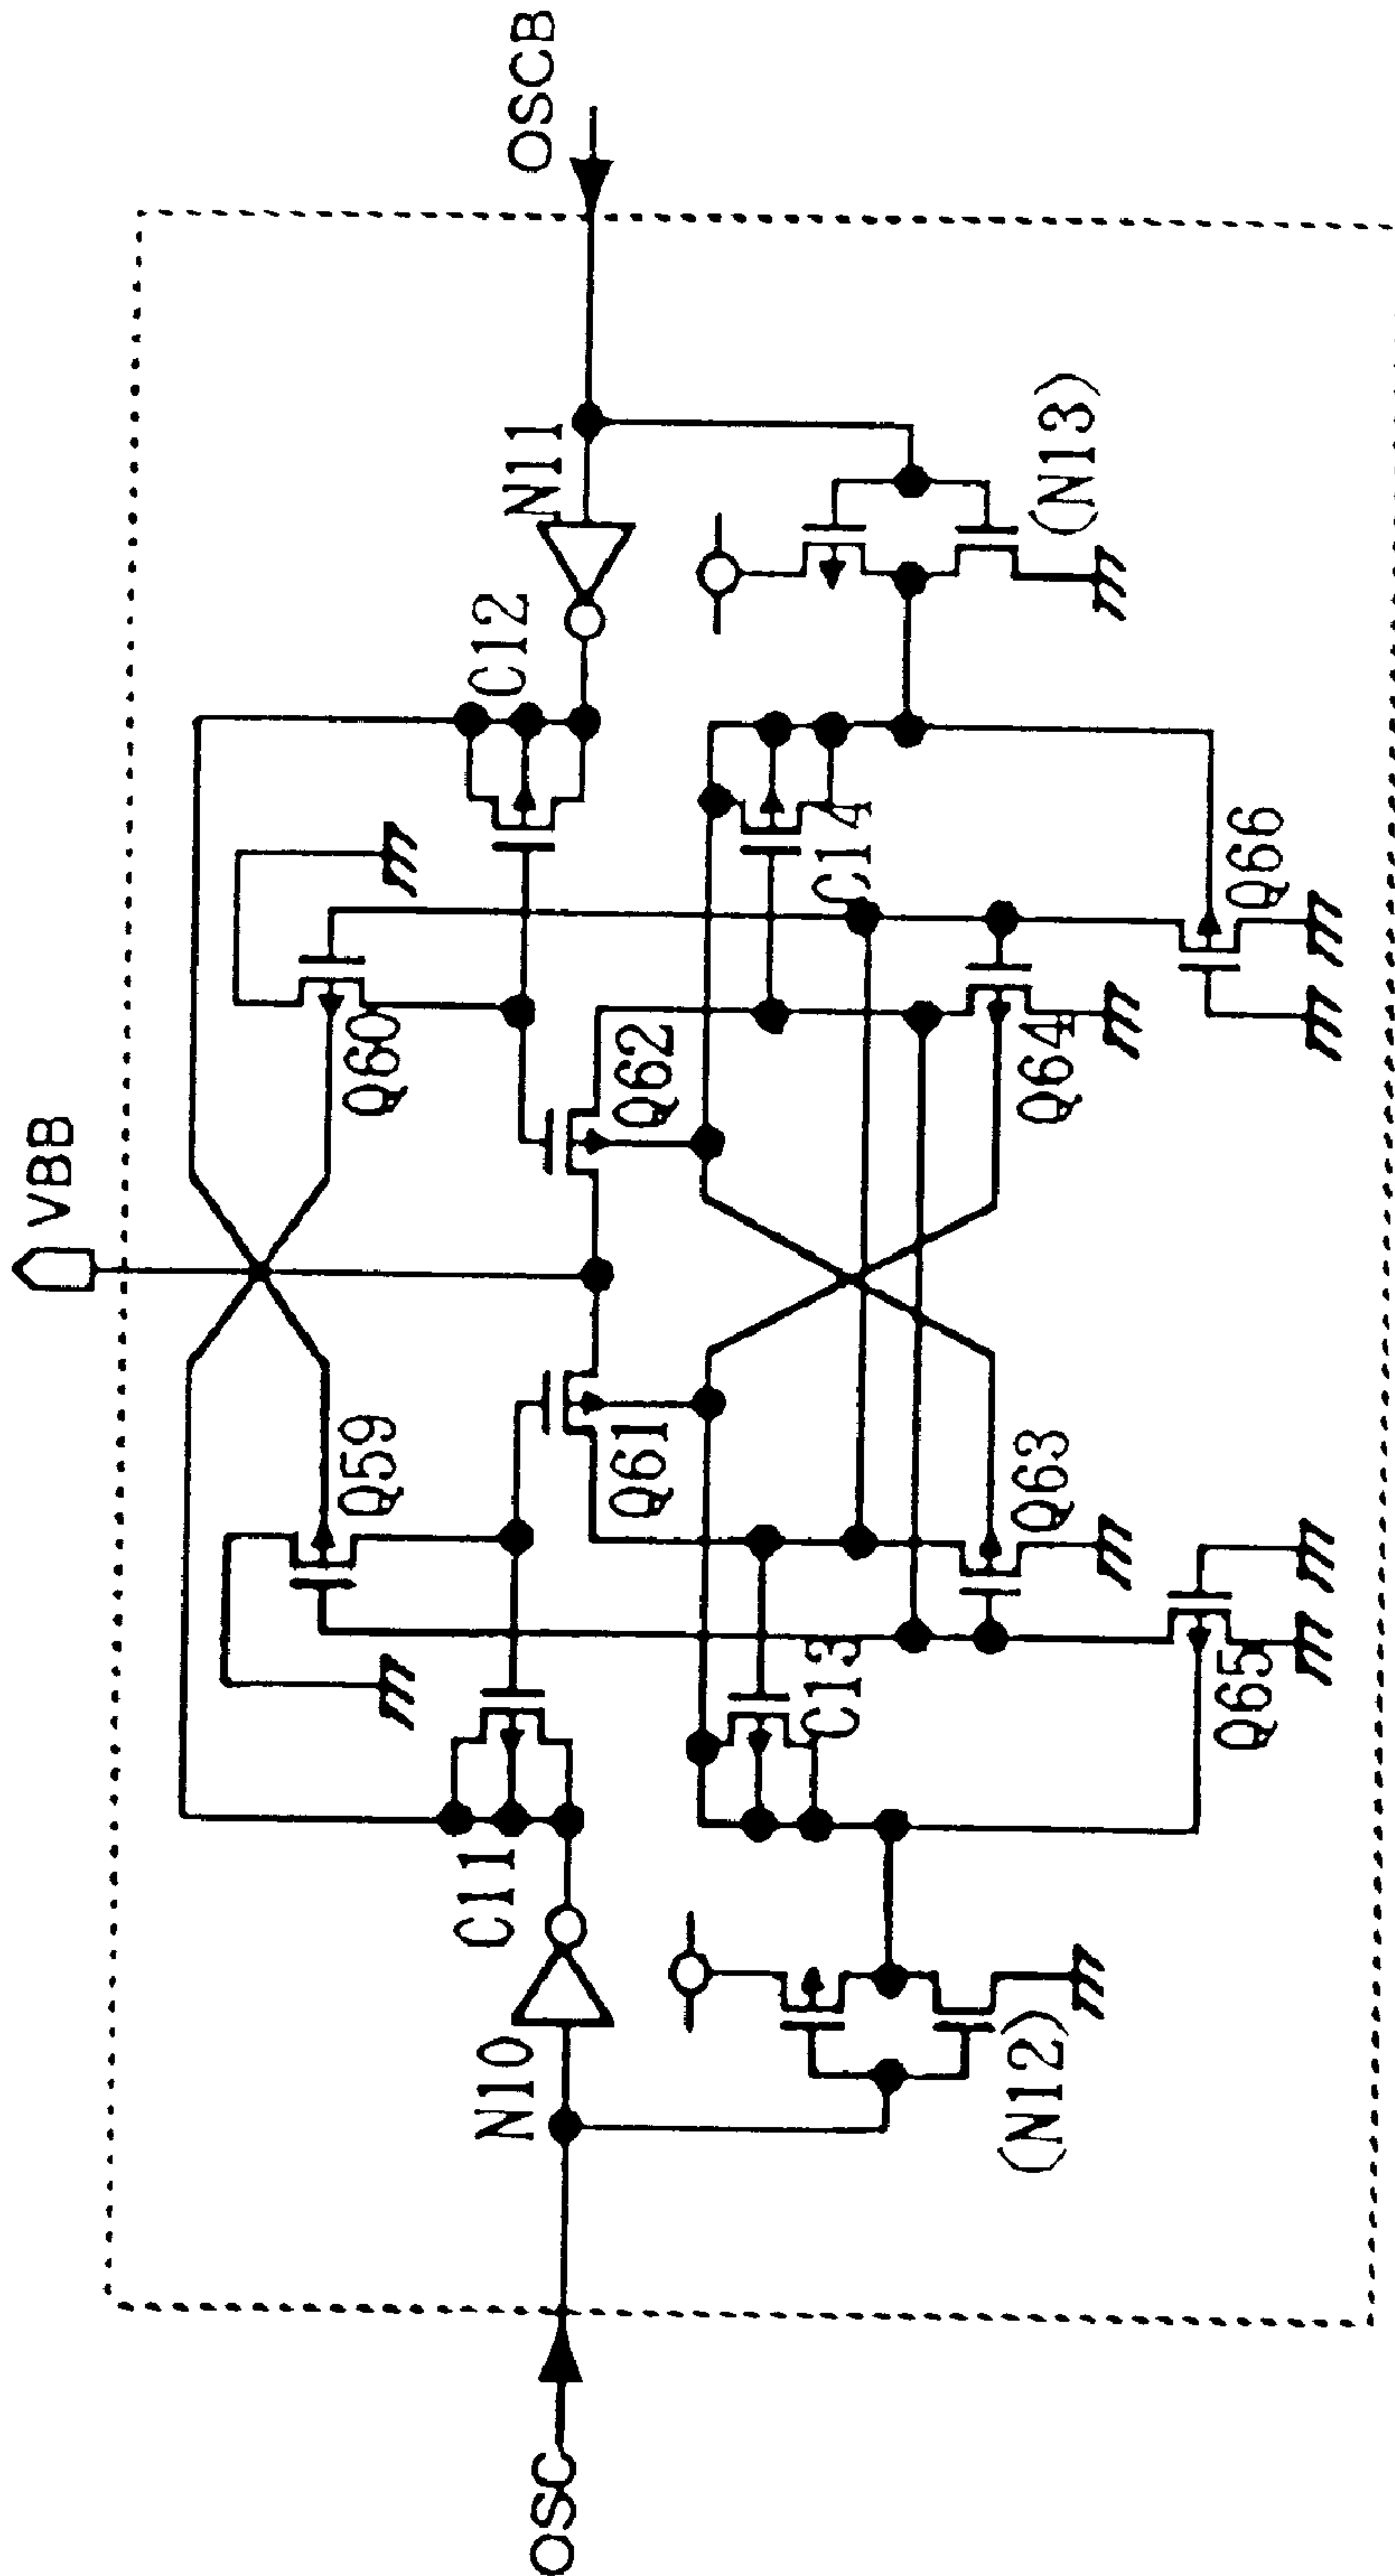 VBB
OSC
OSCB
N10
C11
Q59
Q60
C12
N11
Q61
Q62
(N12)
C13
C14
(N13)
Q63
Q64
Q65
Q66